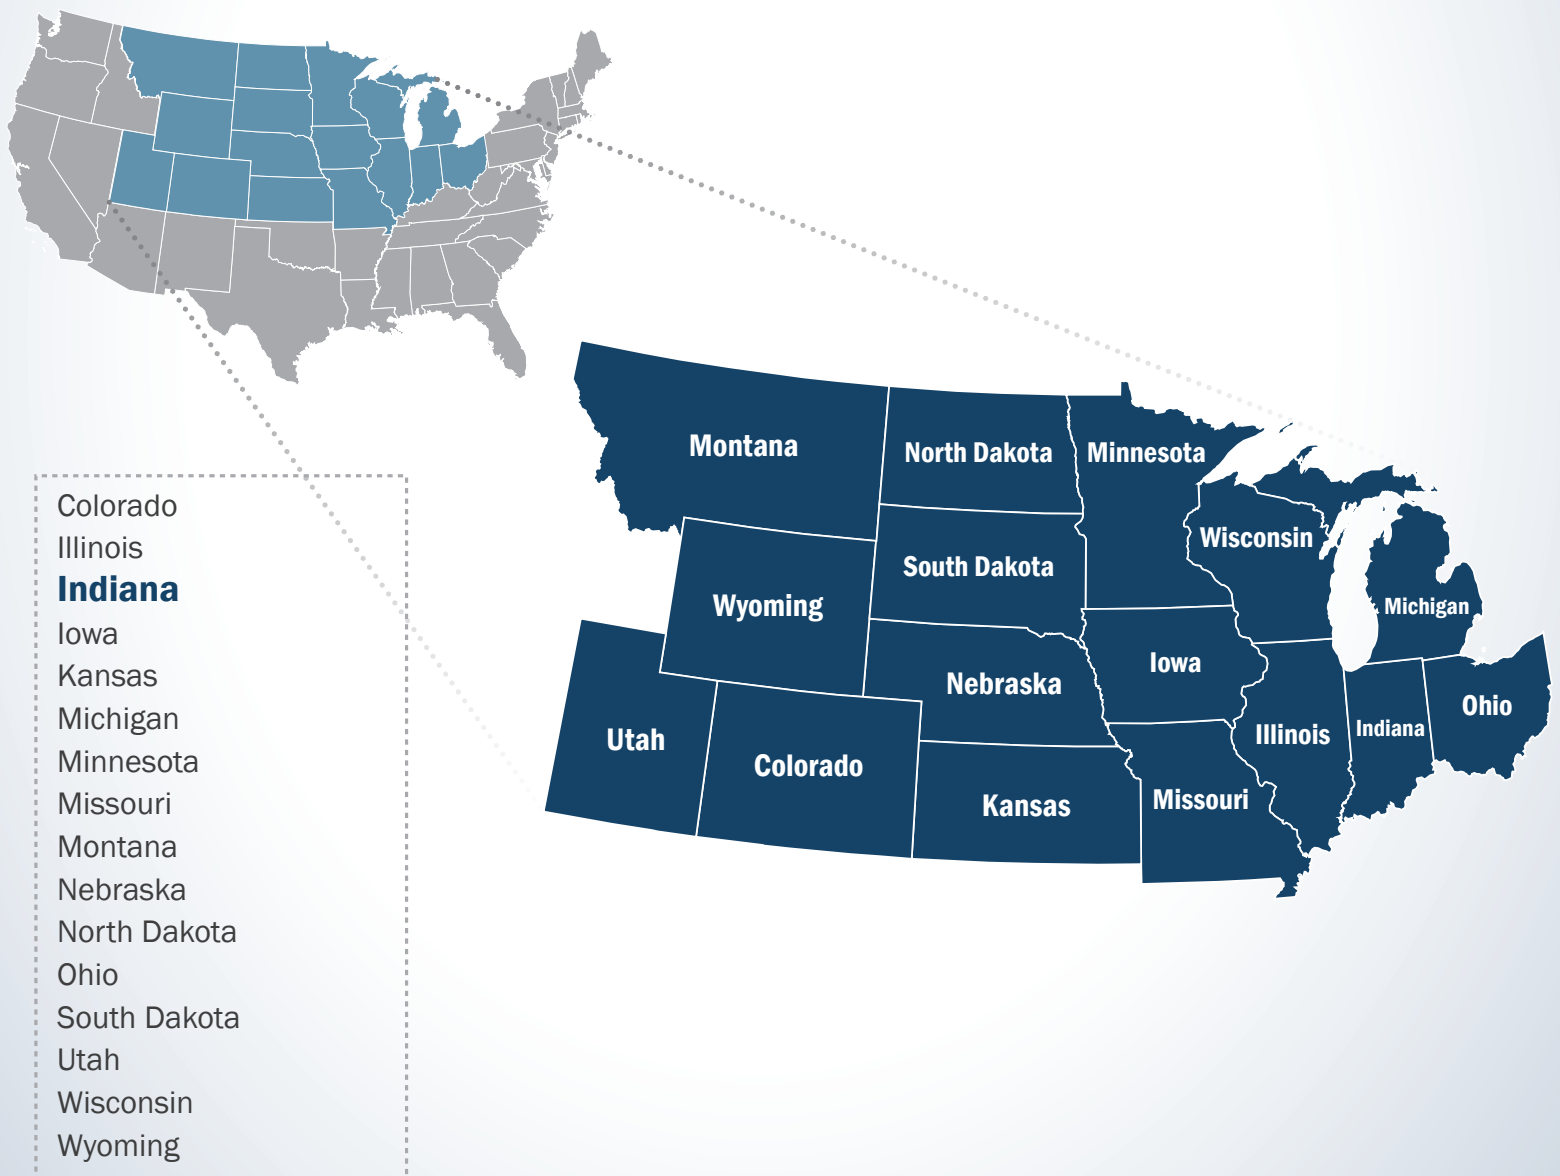 Montana
North Dakota
Minnesota
Wisconsin
South Dakota
Wyoming
Michigan
Iowa
Nebraska
Ohio
Indiana
Illinois
Utah
Colorado
Missouri
Kansas
Colorado
Illinois
Indiana
Iowa
Kansas
Michigan
Minnesota
Missouri
Montana
Nebraska
North Dakota
Ohio
South Dakota
Utah
Wisconsin
Wyoming